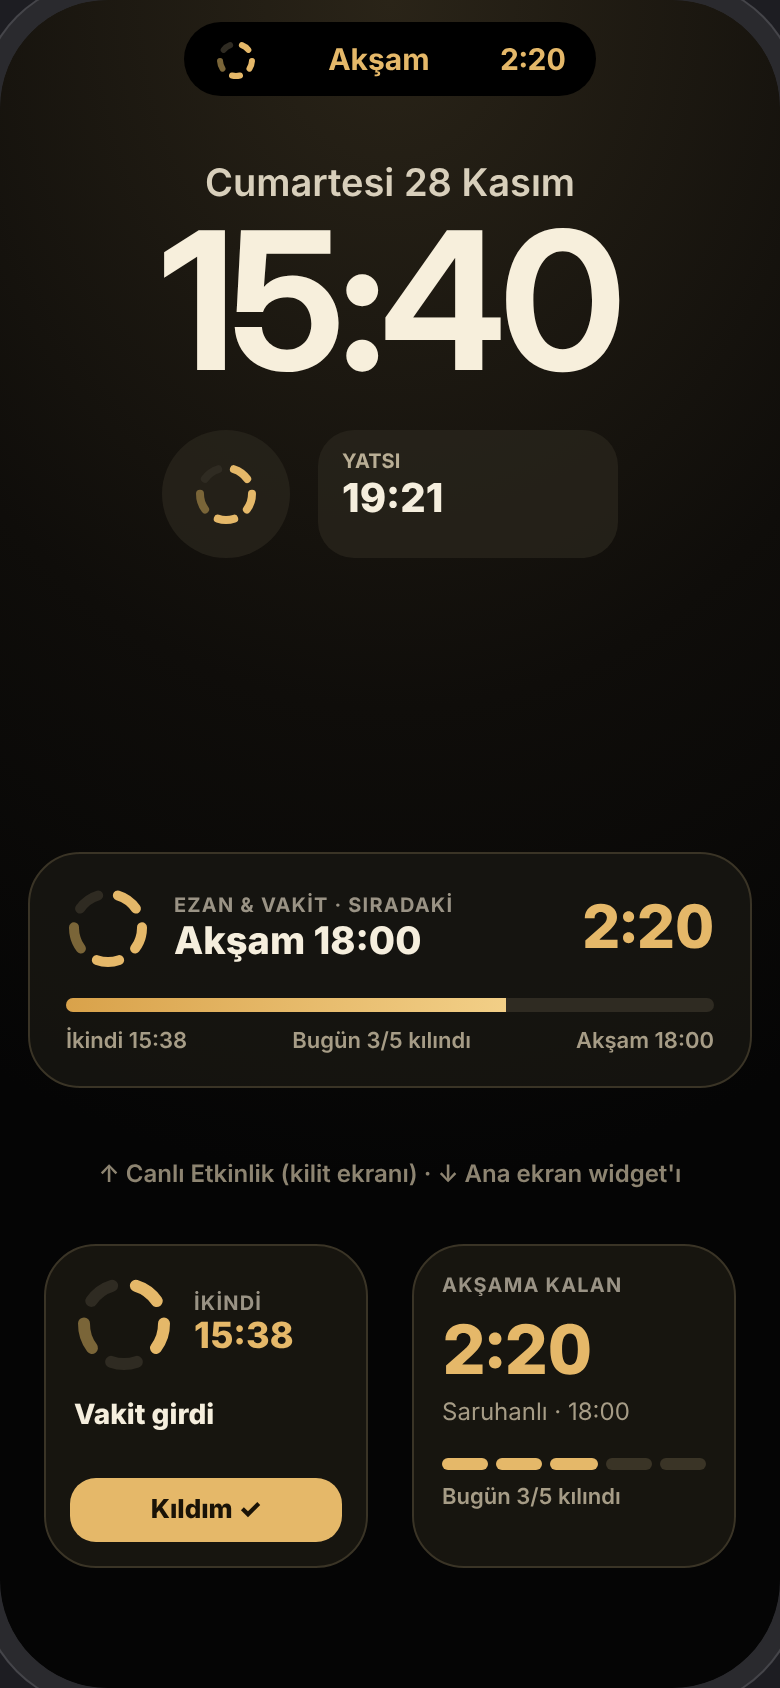 Akşam 2:20
Cumartesi 28 Kasım
15:40
YATSI
19:21
EZAN & VAKİT · SIRADAKİ
Akşam 18:00
2:20
İkindi 15:38 Bugün 3/5 kılındı Akşam 18:00
↑ Canlı Etkinlik (kilit ekranı) · ↓ Ana ekran widget'ı
İKİNDİ
15:38
Vakit girdi
Kıldım ✓
AKŞAMA KALAN
2:20
Saruhanlı · 18:00
Bugün 3/5 kılındı